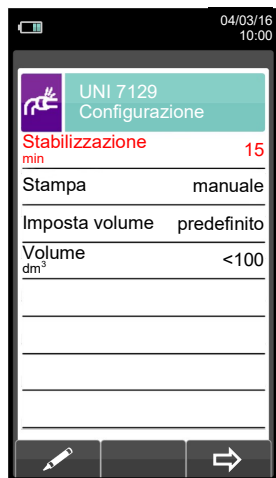 04/03/16
10:00
UNI 7129
Configurazione
Stabilizzazione
min
15
Stampa manuale
Imposta volume predefinito
Volume
dm³
<100